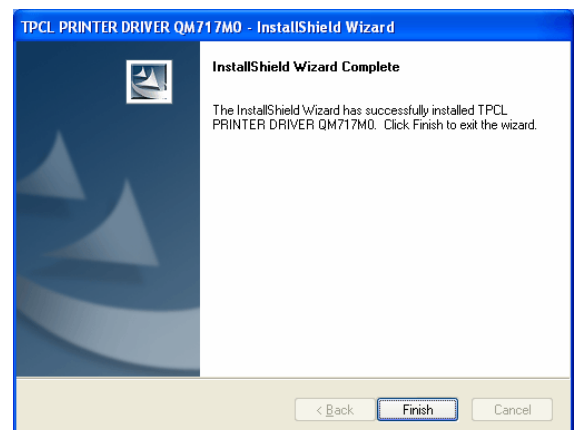 TPCL PRINTER DRIVER QM717M0 - InstallShield Wizard
InstallShield Wizard Complete
The InstallShield Wizard has successfully installed TPCL
PRINTER DRIVER QM717M0. Click Finish to exit the wizard.
< Back Finish Cancel